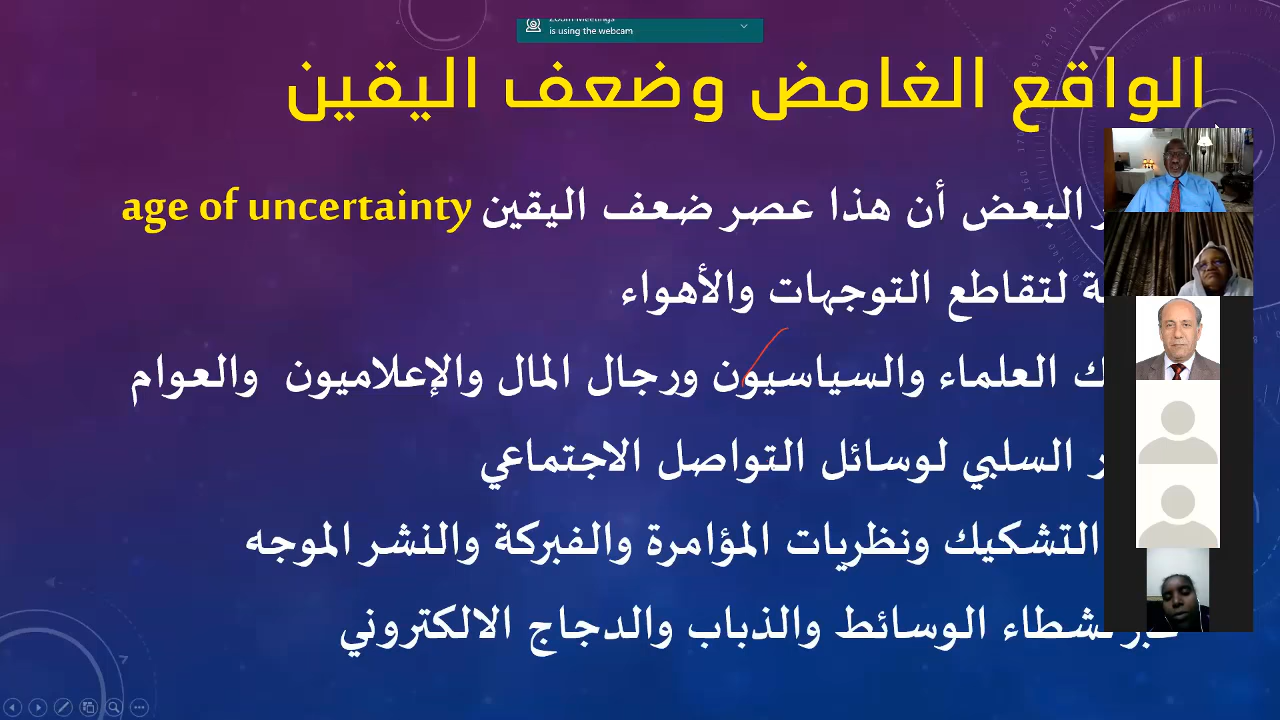 Zoom Meetings
is using the webcam
الواقع الغامض وضعف اليقين
البعض أن هذا عصر ضعف اليقين age of uncertainty
لتقاطع التوجهات والأهواء
العلماء والسياسيون ورجال المال والإعلاميون والعوام
السلبي لوسائل التواصل الاجتماعي
التشكيك ونظريات المؤامرة والفبركة والنشر الموجه
نشطاء الوسائط والذباب والدجاج الالكتروني